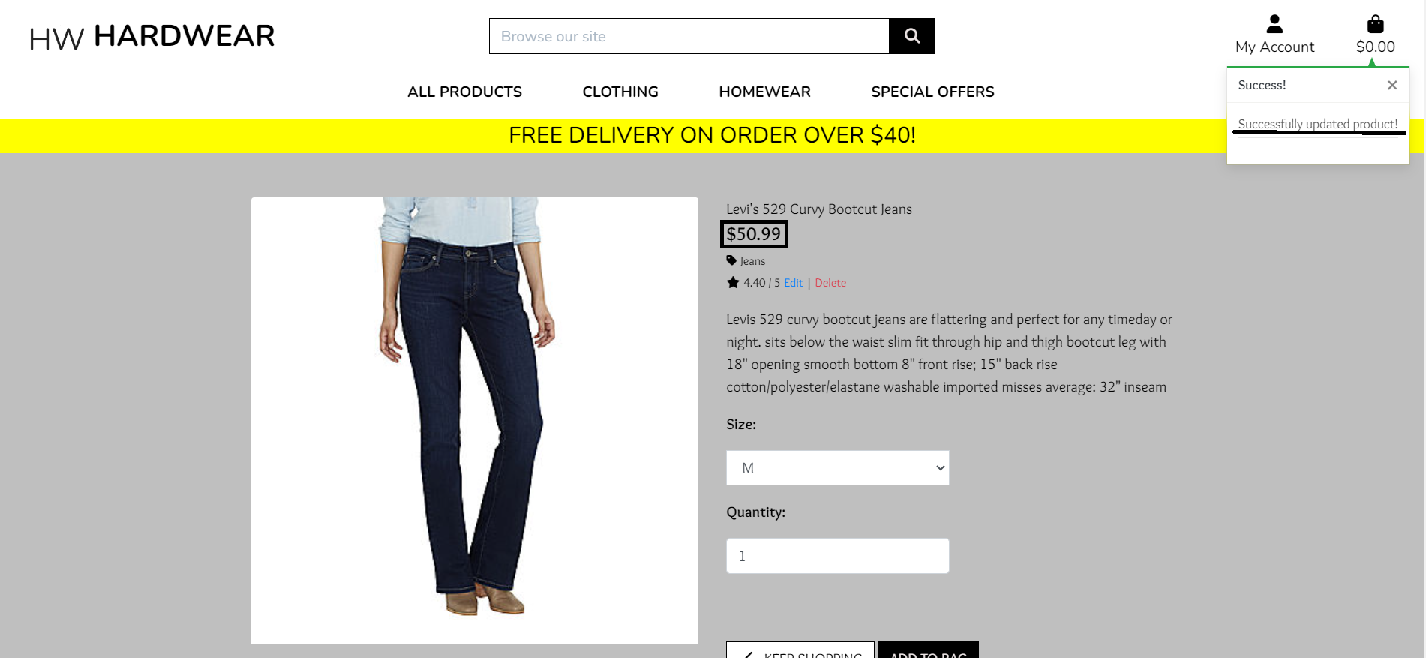 HW HARDWEAR
Browse our site
My Account
$0.00
ALL PRODUCTS CLOTHING HOMEWEAR SPECIAL OFFERS
Success! ×
Successfully updated product!
FREE DELIVERY ON ORDER OVER $40!
Levi's 529 Curvy Bootcut Jeans
$50.99
Jeans
4.40 / 5 Edit | Delete
Levis 529 curvy bootcut jeans are flattering and perfect for any timeday or
night. sits below the waist slim fit through hip and thigh bootcut leg with
18" opening smooth bottom 8" front rise; 15" back rise
cotton/polyester/elastane washable imported misses average: 32" inseam
Size:
M
Quantity:
1
KEEP SHOPPING ADD TO BAG